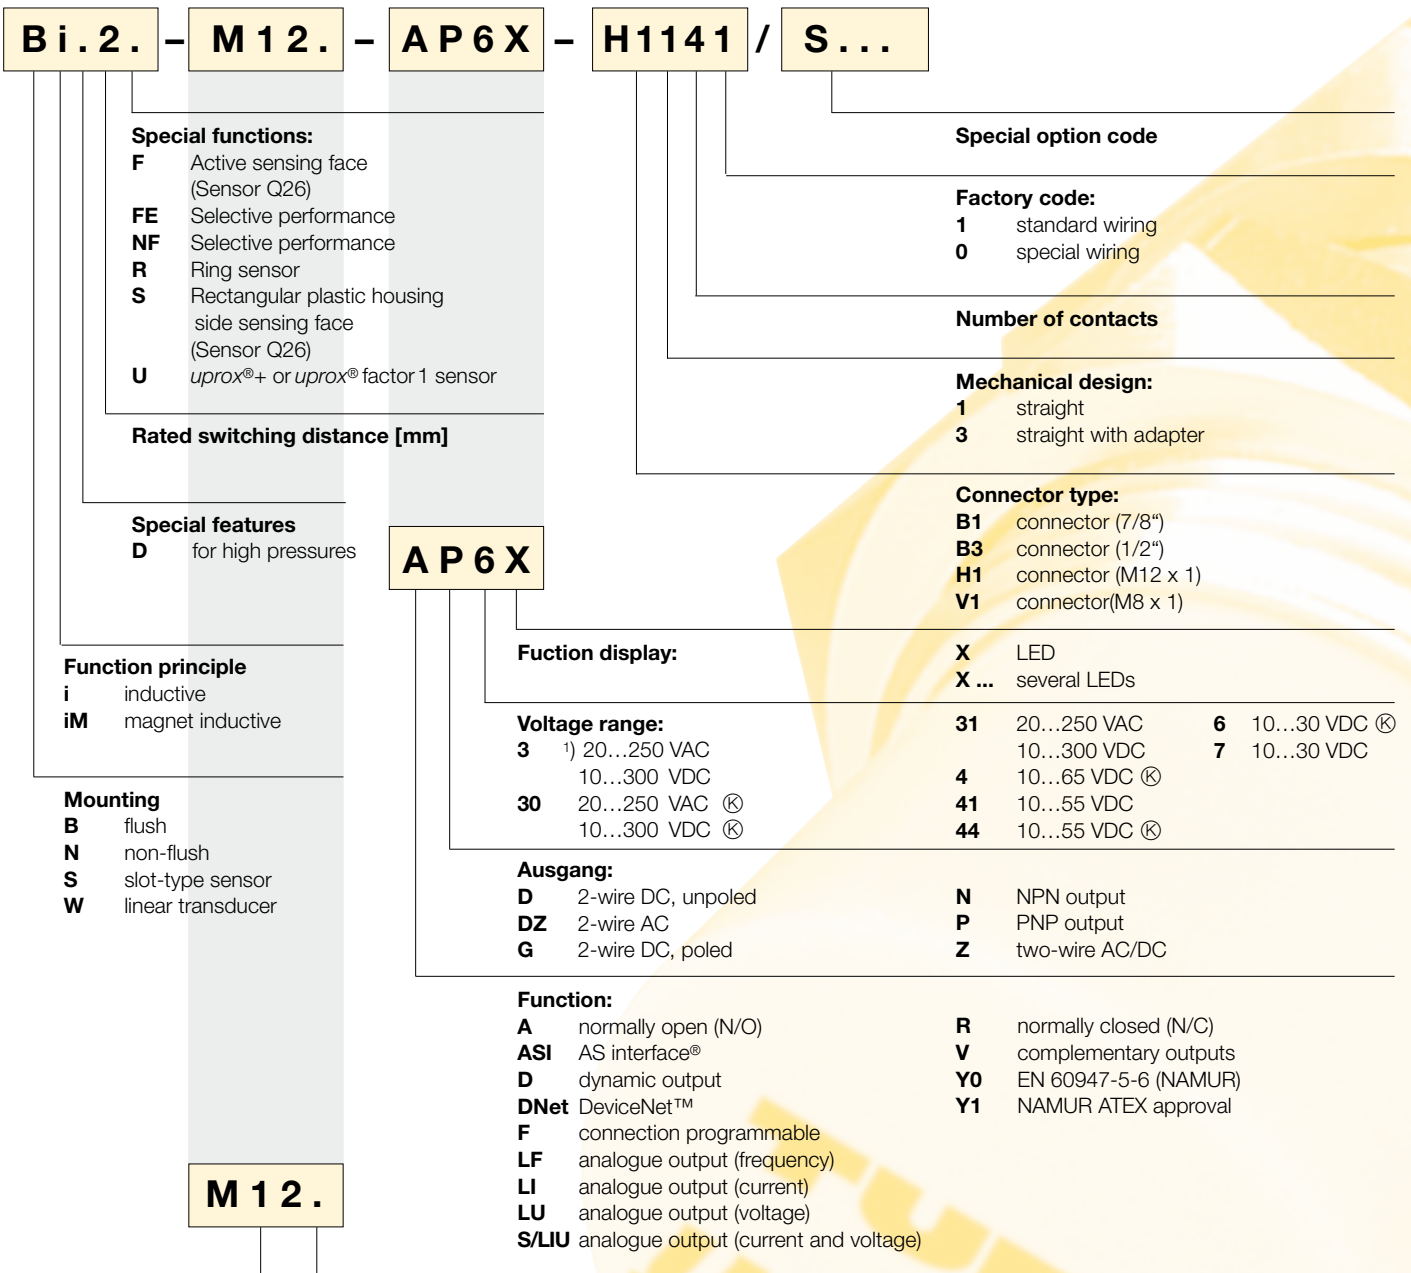 Bi.2. – M12. – AP6X – H1141 / S...
Special functions:
F Active sensing face
(Sensor Q26)
FE Selective performance
NF Selective performance
R Ring sensor
S Rectangular plastic housing
side sensing face
(Sensor Q26)
U uprox®+ or uprox® factor 1 sensor
Rated switching distance [mm]
Special features
D for high pressures
Function principle
i inductive
iM magnet inductive
Mounting
B flush
N non-flush
S slot-type sensor
W linear transducer
M12.
Special option code
Factory code:
1 standard wiring
0 special wiring
Number of contacts
Mechanical design:
1 straight
3 straight with adapter
Connector type:
B1 connector (7/8“)
B3 connector (1/2“)
H1 connector (M12 x 1)
V1 connector(M8 x 1)
AP6X
Fuction display: X LED
X ... several LEDs
Voltage range: 31 20…250 VAC 6 10…30 VDC Ⓚ
3 ¹) 20…250 VAC 10…300 VDC 7 10…30 VDC
10…300 VDC 4 10…65 VDC Ⓚ
30 20…250 VAC Ⓚ 41 10…55 VDC
10…300 VDC Ⓚ 44 10…55 VDC Ⓚ
Ausgang:
D 2-wire DC, unpoled N NPN output
DZ 2-wire AC P PNP output
G 2-wire DC, poled Z two-wire AC/DC
Function:
A normally open (N/O) R normally closed (N/C)
ASI AS interface® V complementary outputs
D dynamic output Y0 EN 60947-5-6 (NAMUR)
DNet DeviceNet™ Y1 NAMUR ATEX approval
F connection programmable
LF analogue output (frequency)
LI analogue output (current)
LU analogue output (voltage)
S/LIU analogue output (current and voltage)